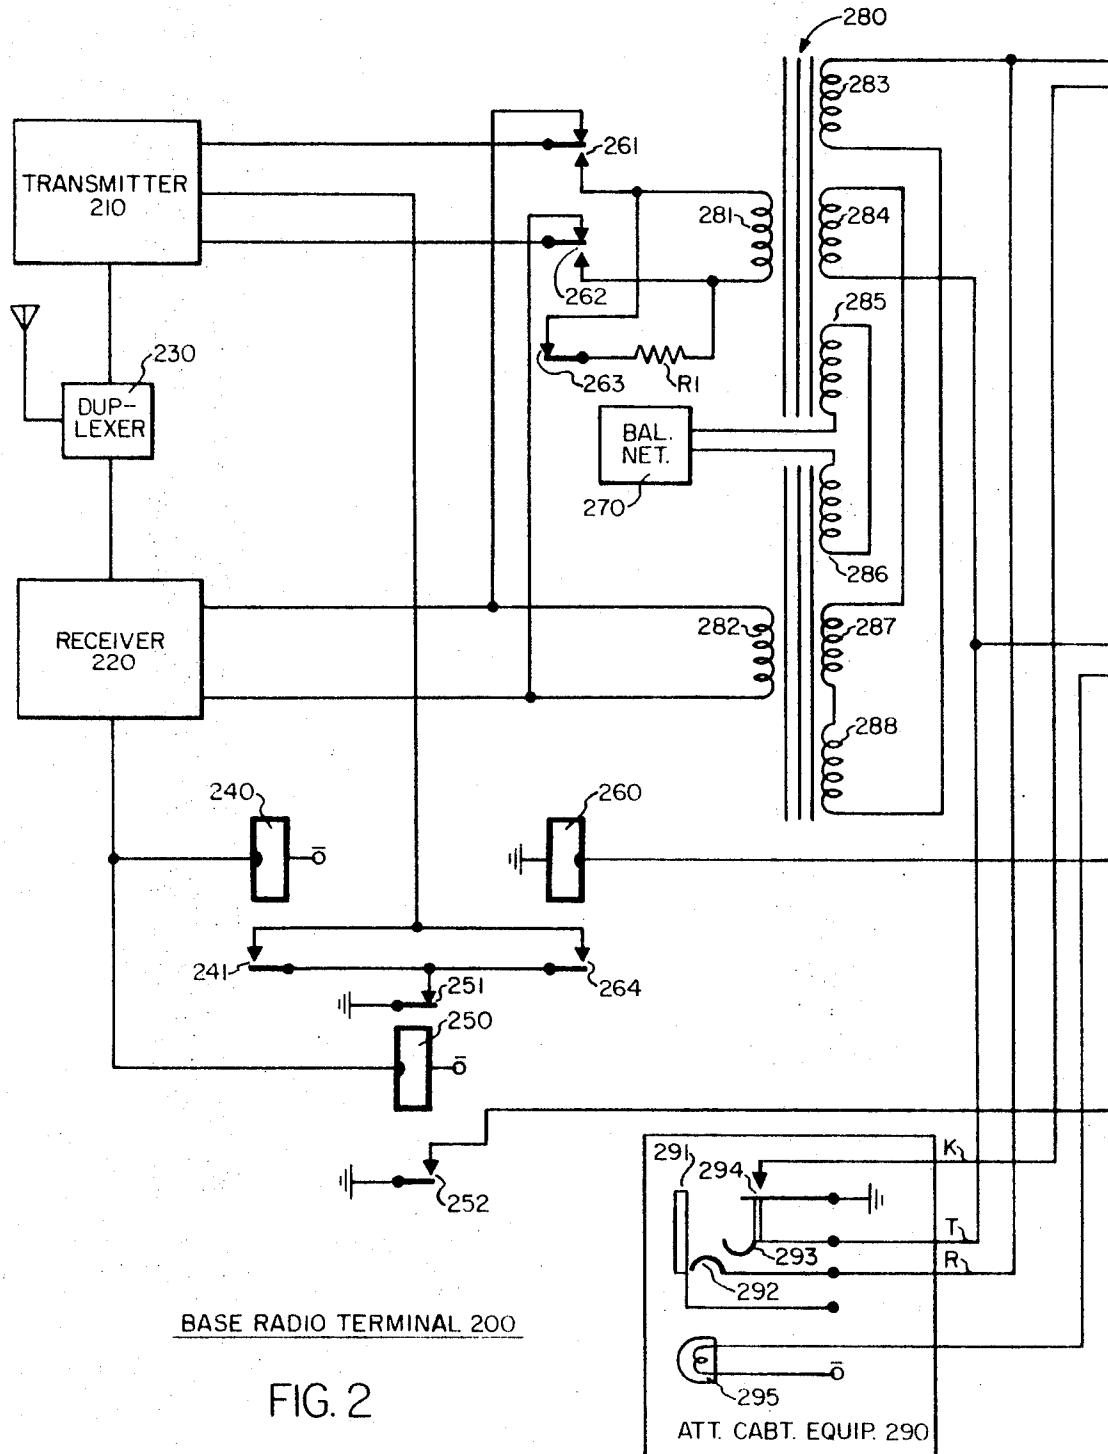 280
283
TRANSMITTER
210
261
281
284
262
285
230
263
R1
DUP-
LEXER
BAL.
NET.
270
286
RECEIVER
220
282
287
288
240
260
241
251
264
250
252
291
294
K
T
293
R
292
BASE RADIO TERMINAL 200
295
FIG. 2
ATT. CABT. EQUIP. 290